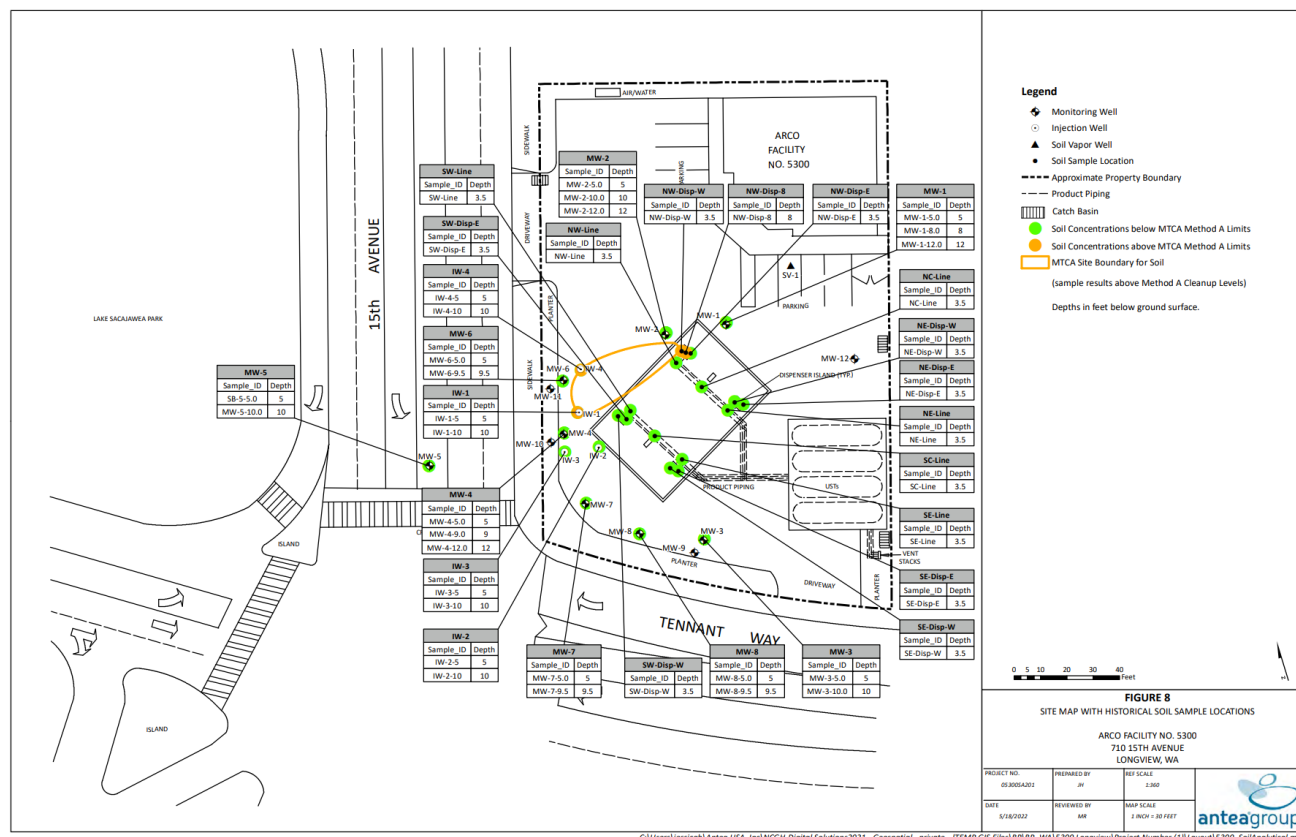 AIR/WATER
ARCO
FACILITY
NO. 5300
SIDEWALK
PARKING
DRIVEWAY
15th AVENUE
LAKE SACAJAWEA PARK
SW-Line
Sample_ID Depth
SW-Line 3.5
SW-Disp-E
Sample_ID Depth
SW-Disp-E 3.5
IW-4
Sample_ID Depth
IW-4-5 5
IW-4-10 10
MW-6
Sample_ID Depth
MW-6-5.0 5
MW-6-9.5 9.5
IW-1
Sample_ID Depth
IW-1-5 5
IW-1-10 10
MW-5
Sample_ID Depth
SB-5-5.0 5
MW-5-10.0 10
MW-4
Sample_ID Depth
MW-4-5.0 5
MW-4-9.0 9
MW-4-12.0 12
IW-3
Sample_ID Depth
IW-3-5 5
IW-3-10 10
IW-2
Sample_ID Depth
IW-2-5 5
IW-2-10 10
MW-2
Sample_ID Depth
MW-2-5.0 5
MW-2-10.0 10
MW-2-12.0 12
NW-Line
Sample_ID Depth
NW-Line 3.5
NW-Disp-W
Sample_ID Depth
NW-Disp-W 3.5
NW-Disp-8
Sample_ID Depth
NW-Disp-8 8
NW-Disp-E
Sample_ID Depth
NW-Disp-E 3.5
MW-1
Sample_ID Depth
MW-1-5.0 5
MW-1-8.0 8
MW-1-12.0 12
NC-Line
Sample_ID Depth
NC-Line 3.5
NE-Disp-W
Sample_ID Depth
NE-Disp-W 3.5
NE-Disp-E
Sample_ID Depth
NE-Disp-E 3.5
NE-Line
Sample_ID Depth
NE-Line 3.5
SC-Line
Sample_ID Depth
SC-Line 3.5
SE-Line
Sample_ID Depth
SE-Line 3.5
SE-Disp-E
Sample_ID Depth
SE-Disp-E 3.5
SE-Disp-W
Sample_ID Depth
SE-Disp-W 3.5
MW-7
Sample_ID Depth
MW-7-5.0 5
MW-7-9.5 9.5
SW-Disp-W
Sample_ID Depth
SW-Disp-W 3.5
MW-8
Sample_ID Depth
MW-8-5.0 5
MW-8-9.5 9.5
MW-3
Sample_ID Depth
MW-3-5.0 5
MW-3-10.0 10
SV-1
PARKING
PLANTER
SIDEWALK
MW-1
MW-2
MW-12
DISPENSER ISLAND (TYP.)
MW-6
IW-4
MW-11
IW-1
MW-4
MW-10
IW-3
IW-2
MW-5
MW-7
MW-8
MW-3
MW-9
PLANTER
PRODUCT PIPING
USTs
VENT
STACKS
PLANTER
DRIVEWAY
TENNANT WAY
ISLAND
ISLAND
Legend
Monitoring Well
Injection Well
Soil Vapor Well
Soil Sample Location
Approximate Property Boundary
Product Piping
Catch Basin
Soil Concentrations below MTCA Method A Limits
Soil Concentrations above MTCA Method A Limits
MTCA Site Boundary for Soil
(sample results above Method A Cleanup Levels)
Depths in feet below ground surface.
0 5 10 20 30 40
Feet
FIGURE 8
SITE MAP WITH HISTORICAL SOIL SAMPLE LOCATIONS
ARCO FACILITY NO. 5300
710 15TH AVENUE
LONGVIEW, WA
PROJECT NO. PREPARED BY REF SCALE
05300SA201 JH 1:360
DATE REVIEWED BY MAP SCALE
5/18/2022 MR 1 INCH = 30 FEET
anteagroup